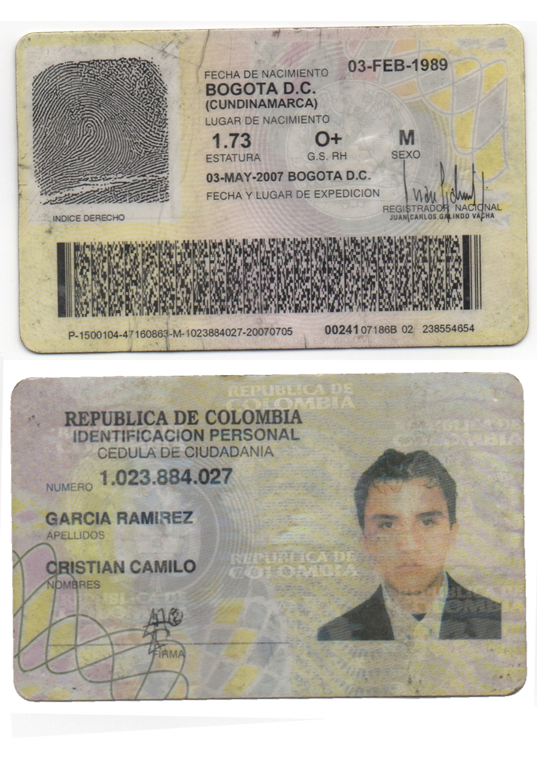 03-FEB-1989
FECHA DE NACIMIENTO
BOGOTA D.C.
(CUNDINAMARCA)
LUGAR DE NACIMIENTO
1.73 O+ M
ESTATURA G.S. RH SEXO
03-MAY-2007 BOGOTA D.C.
FECHA Y LUGAR DE EXPEDICION
INDICE DERECHO
REGISTRADOR NACIONAL
JUAN CARLOS GALINDO VACHA
P-1500104-47160863-M-1023884027-20070705 00241 07186B 02 238554654
REPUBLICA DE COLOMBIA
REPUBLICA DE COLOMBIA
IDENTIFICACION PERSONAL
CEDULA DE CIUDADANIA
NUMERO 1.023.884.027
GARCIA RAMIREZ
APELLIDOS
CRISTIAN CAMILO
NOMBRES
REPUBLICA DE COLOMBIA
FIRMA